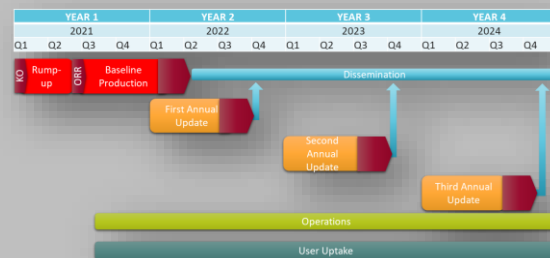 YEAR 1 YEAR 2 YEAR 3 YEAR 4
2021 2022 2023 2024
Q1 Q2 Q3 Q4 Q1 Q2 Q3 Q4 Q1 Q2 Q3 Q4 Q1 Q2 Q3 Q4
KO
Rump-
up
ORR
Baseline
Production
Dissemination
First Annual
Update
Second
Annual
Update
Third Annual
Update
Operations
User Uptake